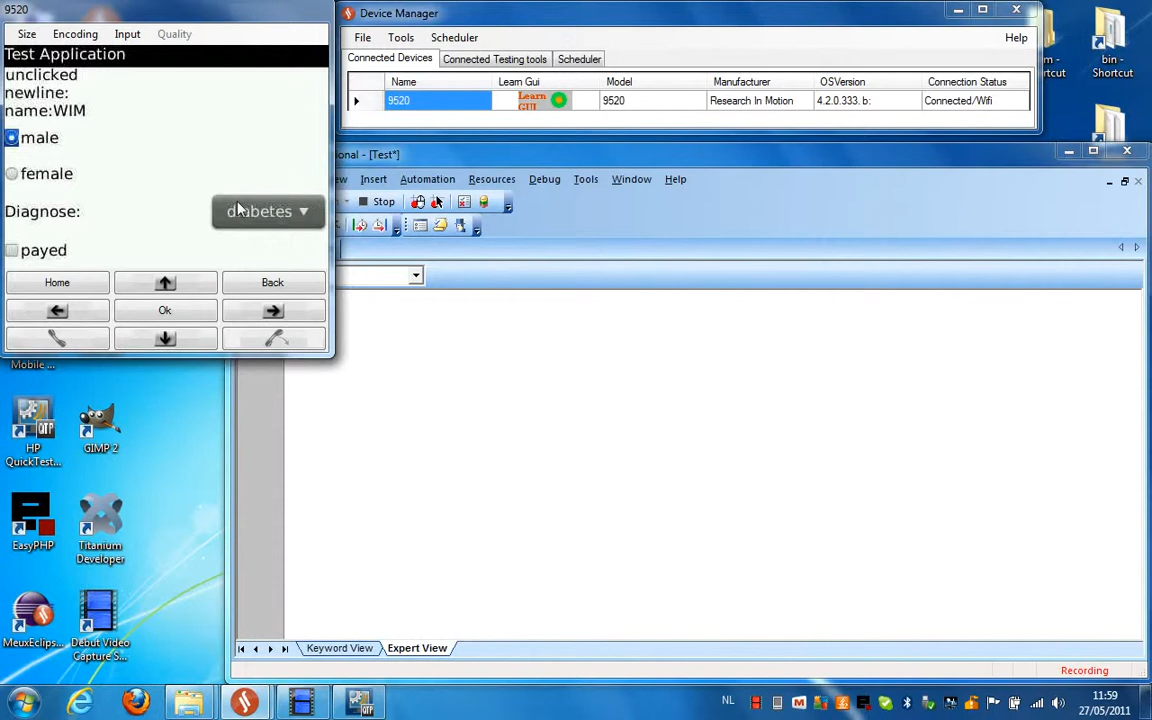 9520
Size Encoding Input Quality
Test Application
unclicked
newline:
name:WIM
male
female
Diagnose: diabetes
payed
Home Back
Ok
Device Manager
File Tools Scheduler Help
Connected Devices Connected Testing tools Scheduler
Name Learn Gui Model Manufacturer OSVersion Connection Status
9520 Learn GUI 9520 Research In Motion 4.2.0.333. b: Connected/Wifi
ional - [Test*]
ew Insert Automation Resources Debug Tools Window Help
Stop
Keyword View Expert View
Recording
bin -
Shortcut
Mobile ...
HP
QuickTest...
QTP
GIMP 2
EasyPHP
Titanium
Developer
MeuxEclips...
Debut Video
Capture S...
NL
11:59
27/05/2011